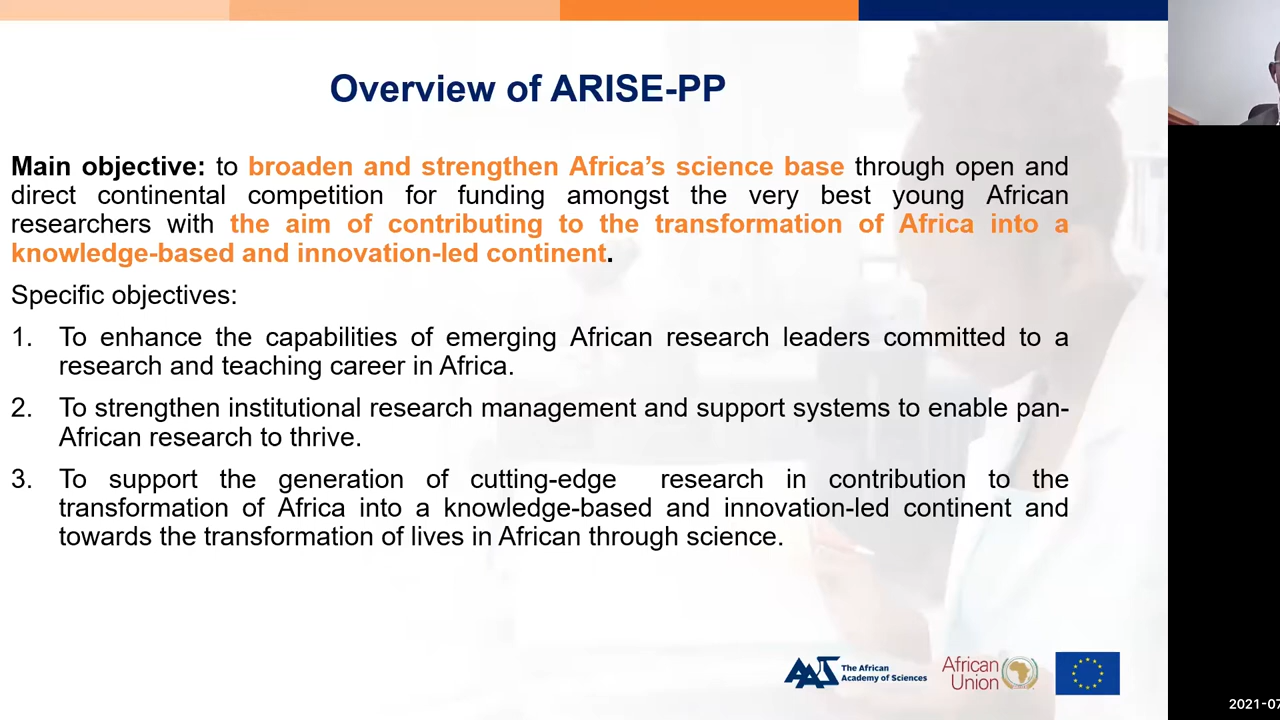 Overview of ARISE-PP
Main objective: to broaden and strengthen Africa’s science base through open and
direct continental competition for funding amongst the very best young African
researchers with the aim of contributing to the transformation of Africa into a
knowledge-based and innovation-led continent.
Specific objectives:
1. To enhance the capabilities of emerging African research leaders committed to a
research and teaching career in Africa.
2. To strengthen institutional research management and support systems to enable pan-
African research to thrive.
3. To support the generation of cutting-edge research in contribution to the
transformation of Africa into a knowledge-based and innovation-led continent and
towards the transformation of lives in African through science.
AAS The African
Academy of Sciences
African
Union
2021-07